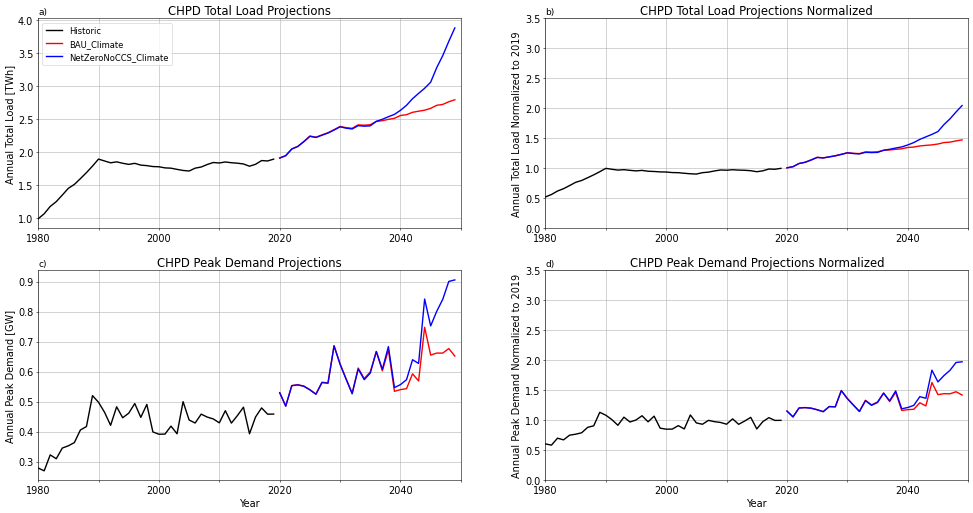 a)
CHPD Total Load Projections
Annual Total Load [TWh]
4.0
3.5
3.0
2.5
2.0
1.5
1.0
Historic
BAU_Climate
NetZeroNoCCS_Climate
1980
2000
2020
2040
b)
CHPD Total Load Projections Normalized
Annual Total Load Normalized to 2019
3.5
3.0
2.5
2.0
1.5
1.0
0.5
0.0
1980
2000
2020
2040
c)
CHPD Peak Demand Projections
Annual Peak Demand [GW]
0.9
0.8
0.7
0.6
0.5
0.4
0.3
1980
2000
2020
2040
Year
d)
CHPD Peak Demand Projections Normalized
Annual Peak Demand Normalized to 2019
3.5
3.0
2.5
2.0
1.5
1.0
0.5
0.0
1980
2000
2020
2040
Year